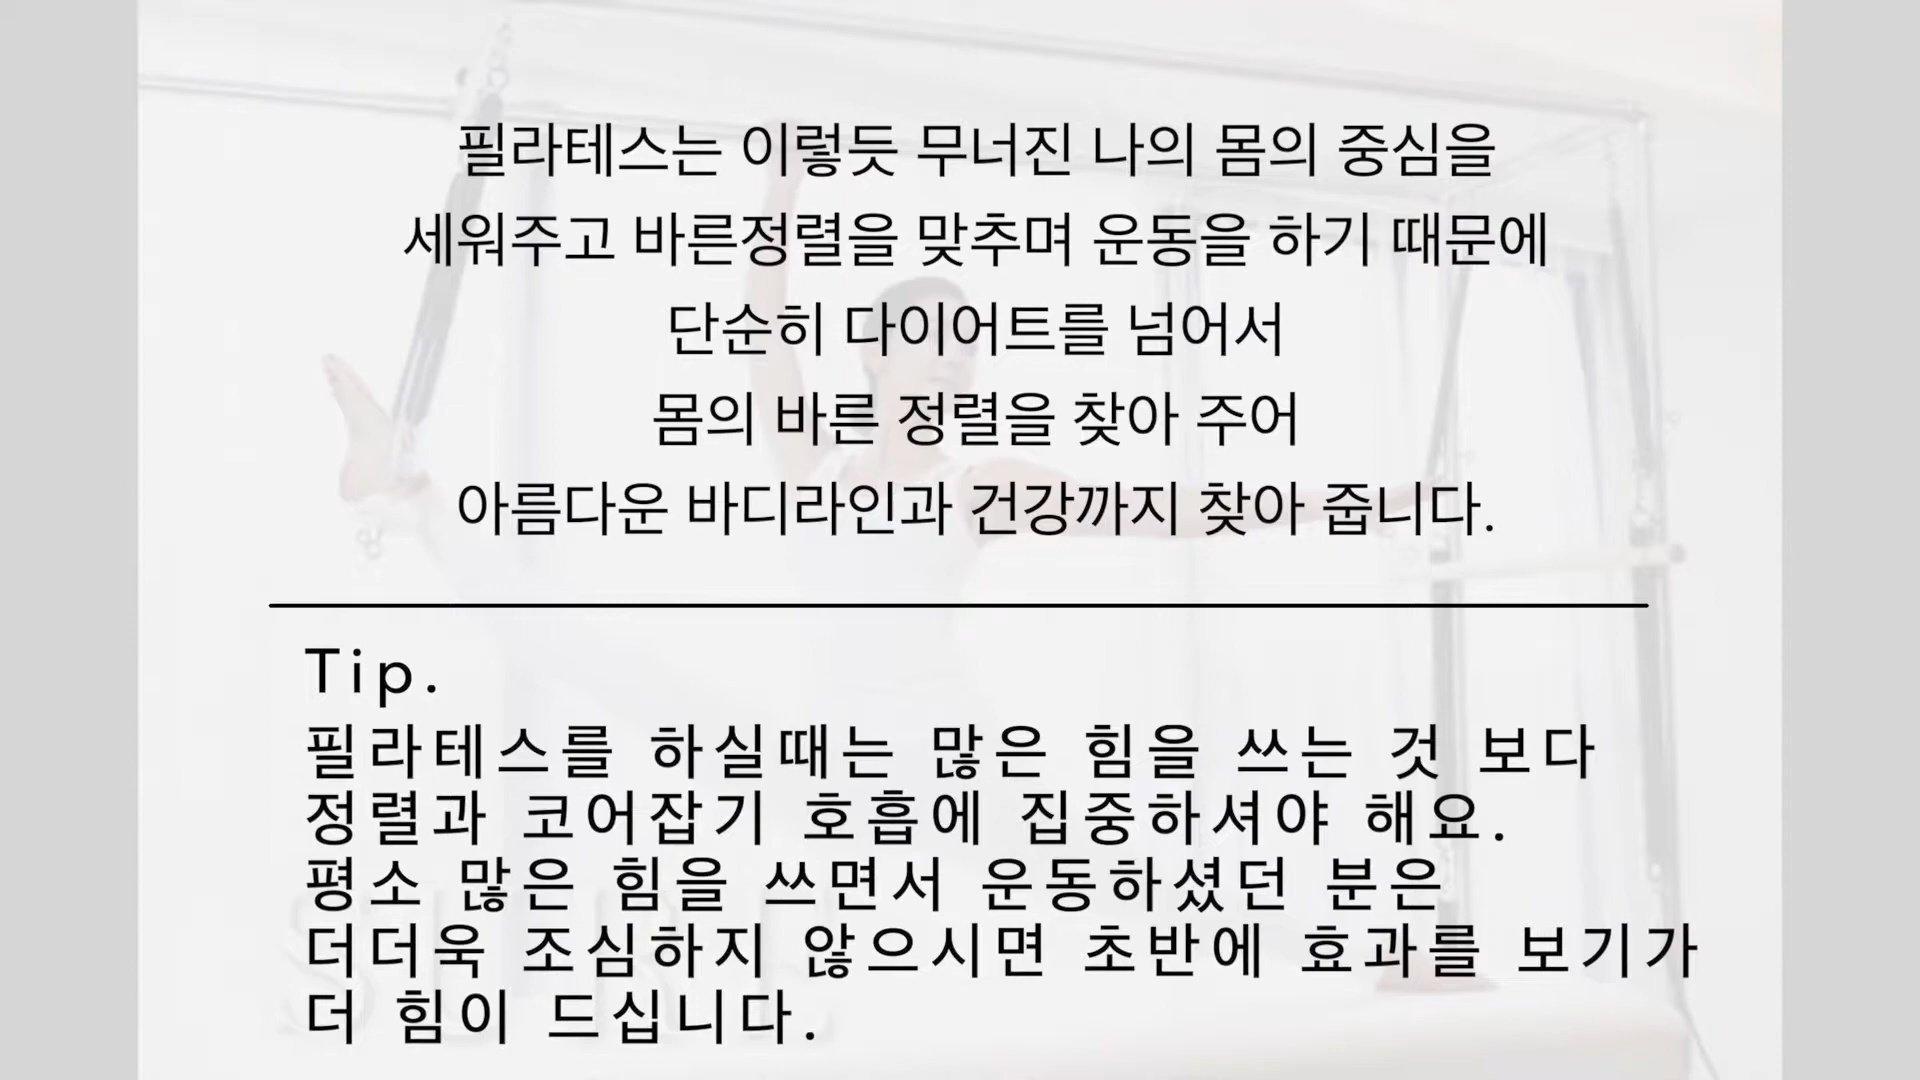 필라테스는 이렇듯 무너진 나의 몸의 중심을
세워주고 바른정렬을 맞추며 운동을 하기 때문에
단순히 다이어트를 넘어서
몸의 바른 정렬을 찾아 주어
아름다운 바디라인과 건강까지 찾아 줍니다.
Tip.
필라테스를 하실때는 많은 힘을 쓰는 것 보다
정렬과 코어잡기 호흡에 집중하셔야 해요.
평소 많은 힘을 쓰면서 운동하셨던 분은
더더욱 조심하지 않으시면 초반에 효과를 보기가
더 힘이 드십니다.